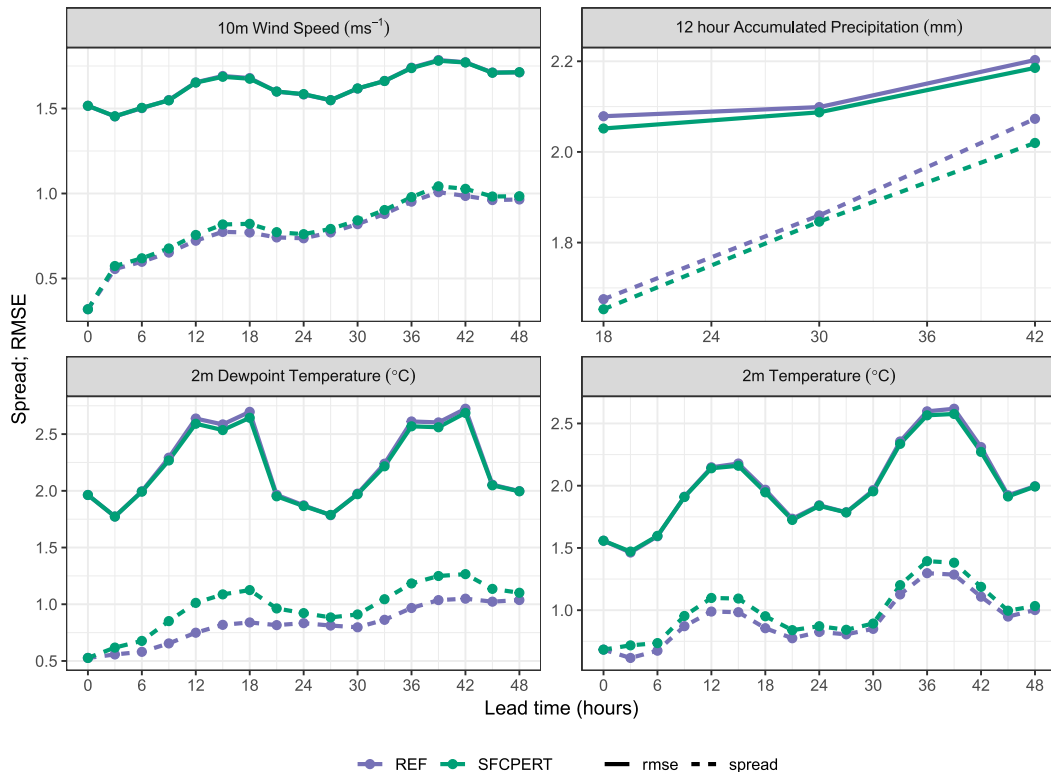 10m Wind Speed (ms⁻¹)
12 hour Accumulated Precipitation (mm)
Spread; RMSE
1.5
1.0
0.5
0 6 12 18 24 30 36 42 48
2.2
2.0
1.8
18 24 30 36 42
2m Dewpoint Temperature (°C)
2m Temperature (°C)
2.5
2.0
1.5
1.0
0.5
0 6 12 18 24 30 36 42 48
2.5
2.0
1.5
1.0
0 6 12 18 24 30 36 42 48
Lead time (hours)
REF SFCPERT rmse spread